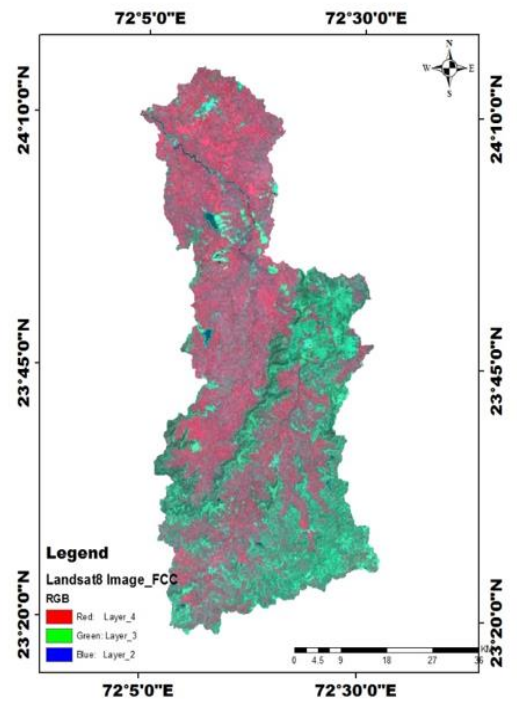 72°5'0"E 72°30'0"E
N
W E
S
24°10'0"N 24°10'0"N
23°45'0"N 23°45'0"N
23°20'0"N 23°20'0"N
Legend
Landsat8 Image_FCC
RGB
Red: Layer_4
Green: Layer_3
Blue: Layer_2
KM
0 4.5 9 18 27 36
72°5'0"E 72°30'0"E